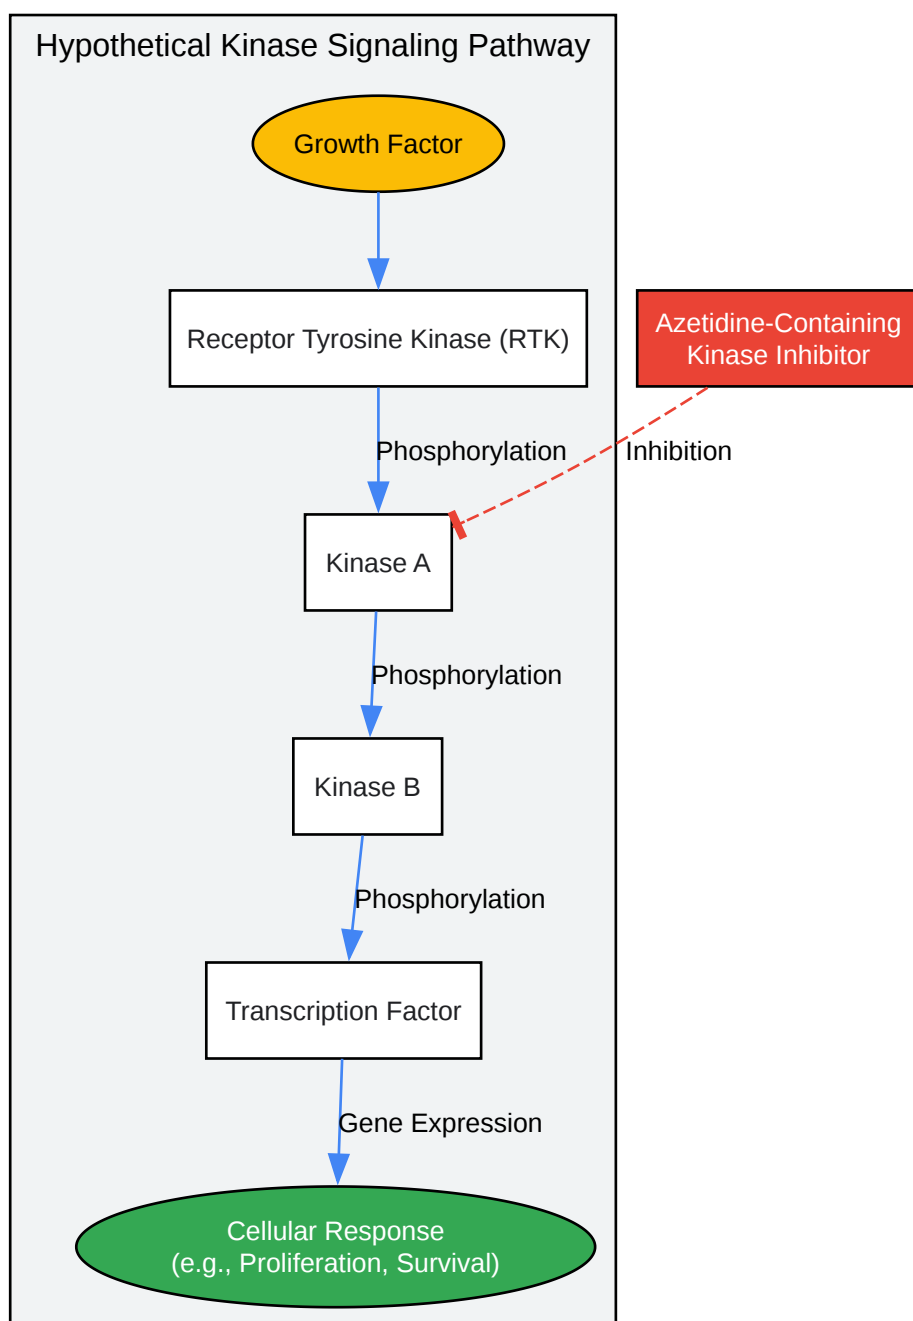 Hypothetical Kinase Signaling Pathway
Growth Factor
Receptor Tyrosine Kinase (RTK)
Azetidine-Containing
Kinase Inhibitor
Phosphorylation
Inhibition
Kinase A
Phosphorylation
Kinase B
Phosphorylation
Transcription Factor
Gene Expression
Cellular Response
(e.g., Proliferation, Survival)